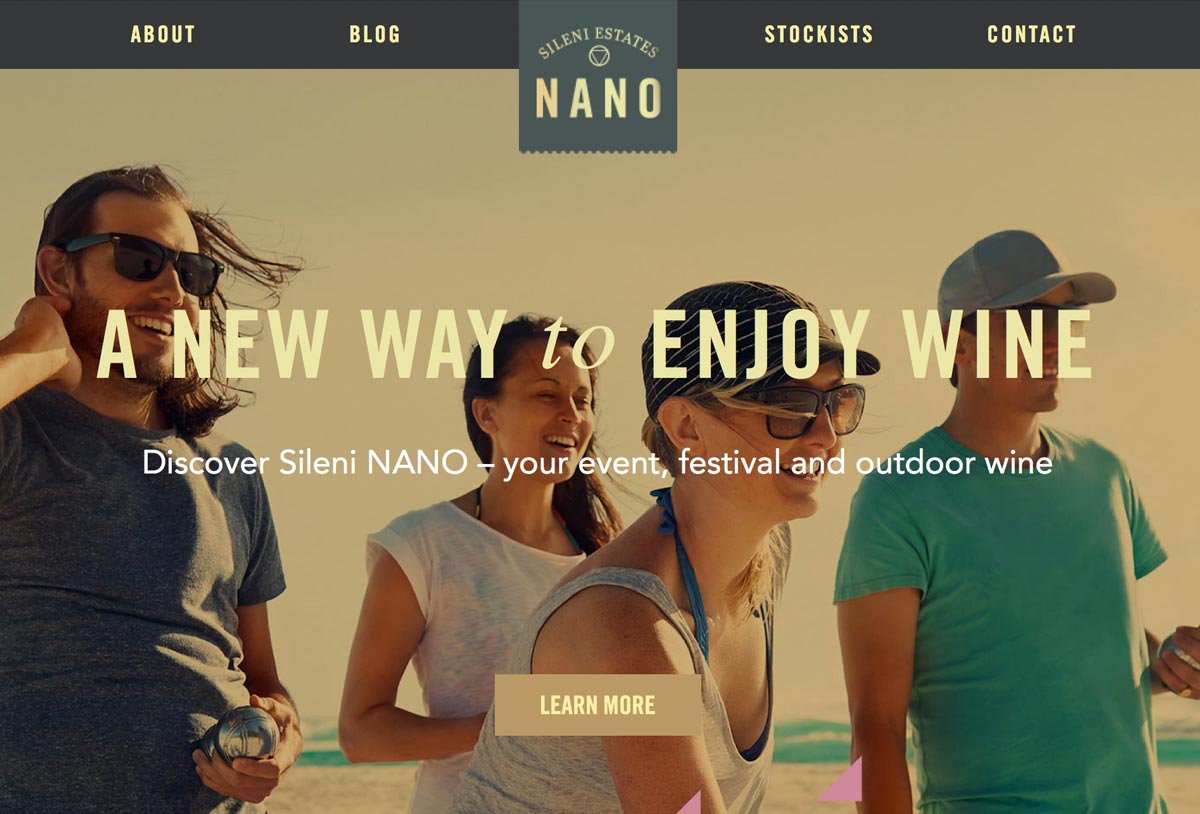 ABOUT
BLOG
SILENI ESTATES
NANO
STOCKISTS
CONTACT
A NEW WAY to ENJOY WINE
Discover Sileni NANO – your event, festival and outdoor wine
LEARN MORE